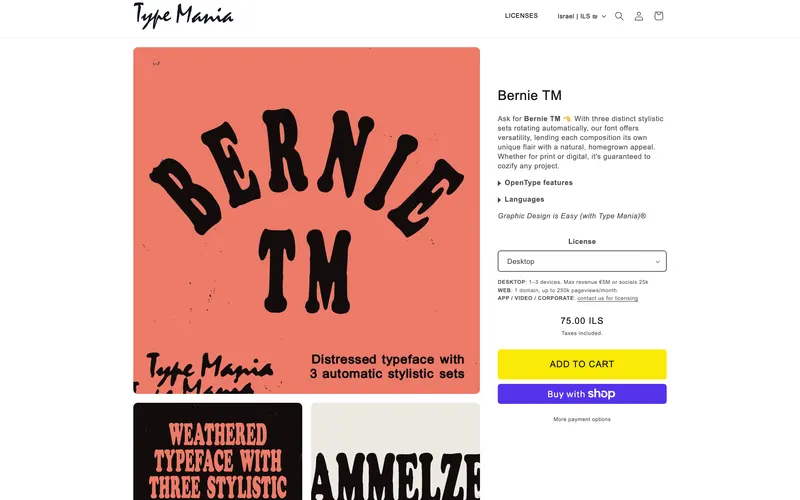 Type Mania
LICENSES
Israel | ILS ₪
BERNIE
TM
Type Mania
Type Mania
Distressed typeface with
3 automatic stylistic sets
WEATHERED
TYPEFACE WITH
THREE STYLISTIC
AMMELZE
Bernie TM
Ask for Bernie TM 👈 With three distinct stylistic
sets rotating automatically, our font offers
versatility, lending each composition its own
unique flair with a natural, homegrown appeal.
Whether for print or digital, it's guaranteed to
cozify any project.
OpenType features
Languages
Graphic Design is Easy (with Type Mania)®
License
Desktop
DESKTOP: 1–3 devices. Max revenue €5M or socials 25k
WEB: 1 domain, up to 250k pageviews/month
APP / VIDEO / CORPORATE: contact us for licensing
75.00 ILS
Taxes included.
ADD TO CART
Buy with shop
More payment options